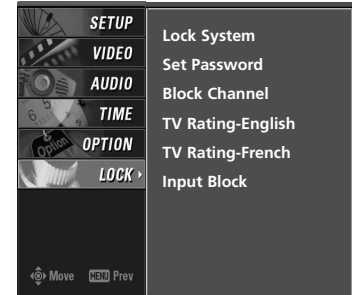 SETUP
VIDEO
AUDIO
TIME
OPTION
LOCK
Move MENU Prev
Lock System
Set Password
Block Channel
TV Rating-English
TV Rating-French
Input Block